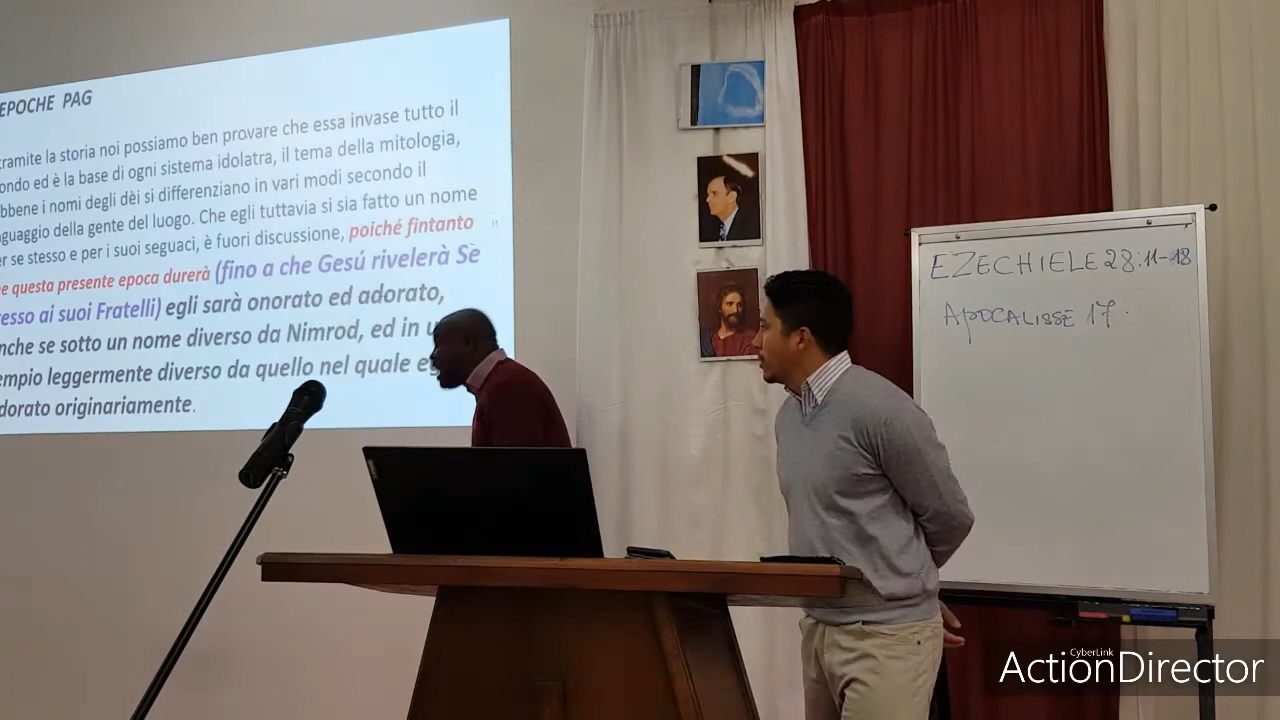 EPOCHE PAG
tramite la storia noi possiamo ben provare che essa invase tutto il
ondo ed è la base di ogni sistema idolatra, il tema della mitologia,
bbene i nomi degli dèi si differenziano in vari modi secondo il
guaggio della gente del luogo. Che egli tuttavia si sia fatto un nome
er se stesso e per i suoi seguaci, è fuori discussione, poiché fintanto
e questa presente epoca durerà (fino a che Gesú rivelerà Se
esso ai suoi Fratelli) egli sarà onorato ed adorato,
nche se sotto un nome diverso da Nimrod, ed in u
empio leggermente diverso da quello nel quale eg
dorato originariamente.
EZECHIELE 28:11-18
APOCALISSE 17.
CyberLink
ActionDirector